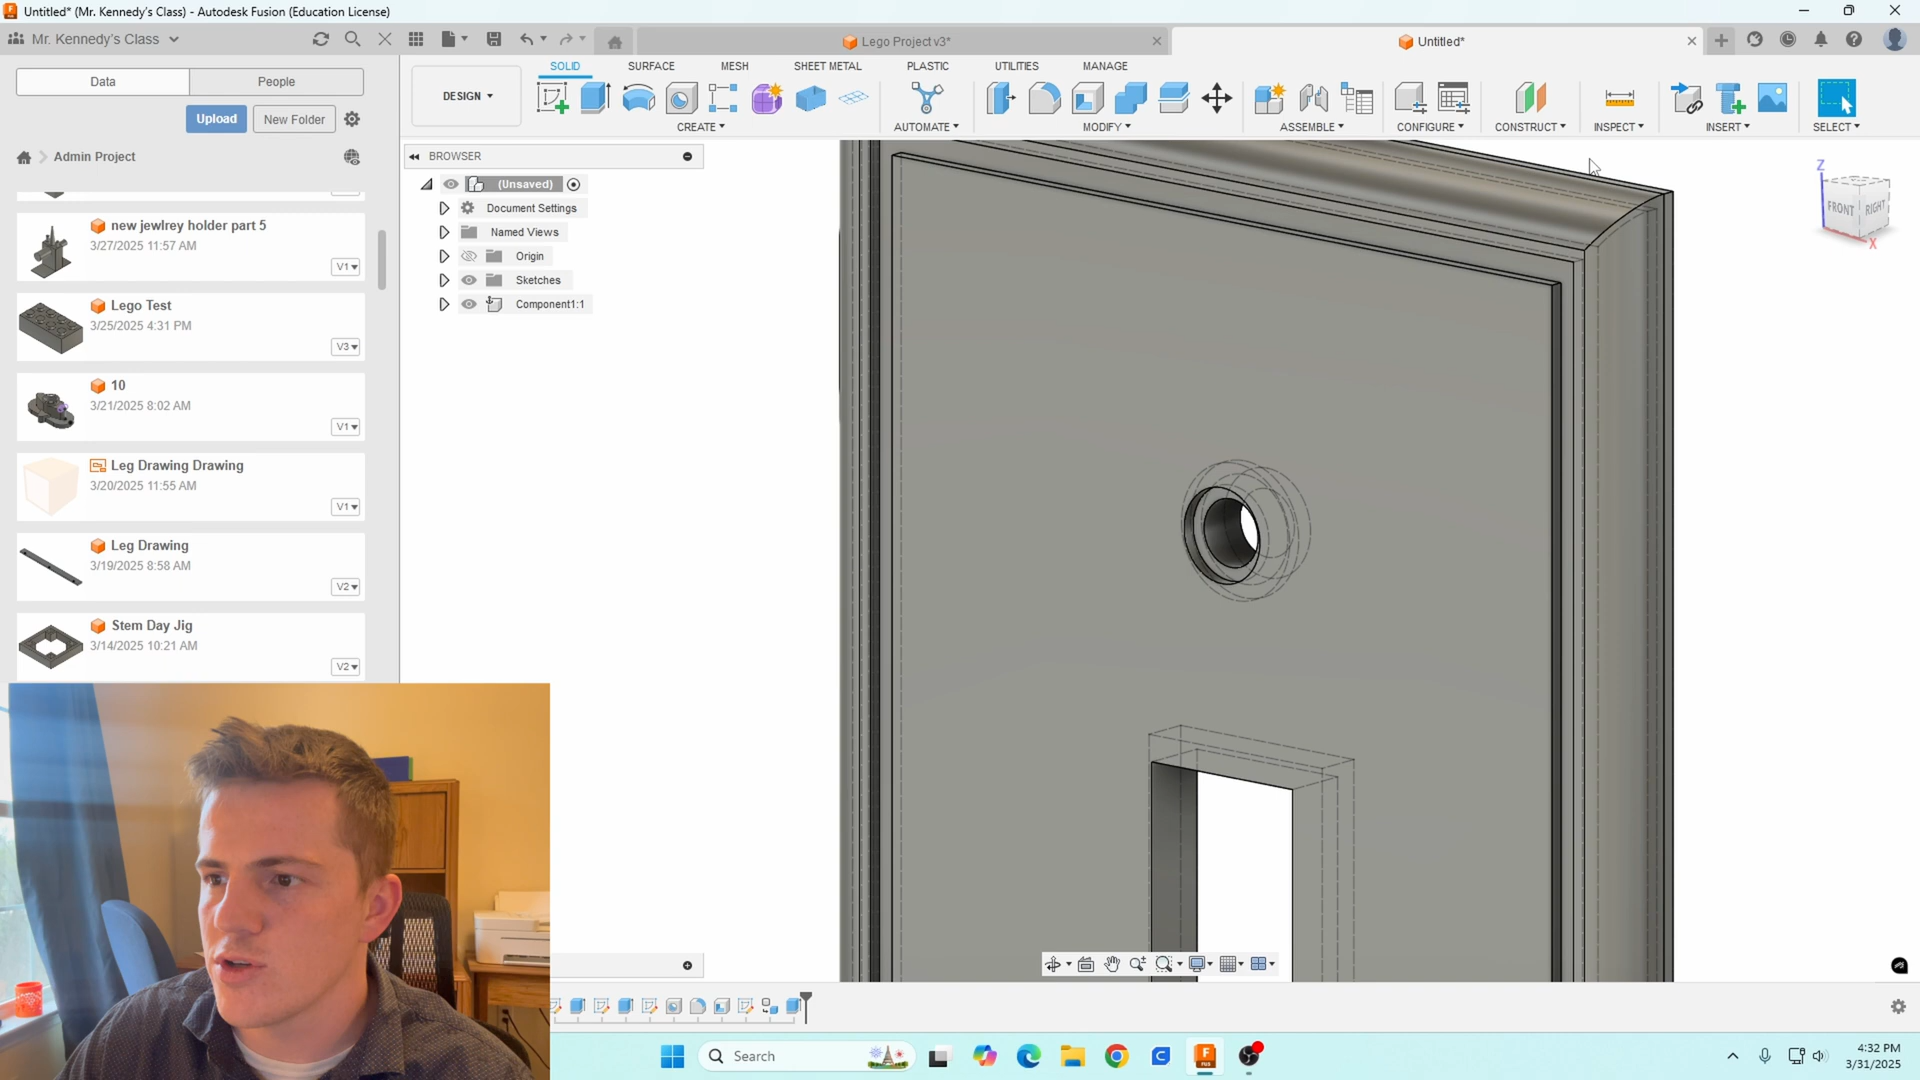 Untitled* (Mr. Kennedy's Class) - Autodesk Fusion (Education License)
Mr. Kennedy's Class
Lego Project v3*
Untitled*
Data
People
Upload
New Folder
Admin Project
new jewlrey holder part 5
3/27/2025 11:57 AM
V1
Lego Test
3/25/2025 4:31 PM
V3
10
3/21/2025 8:02 AM
V1
Leg Drawing Drawing
3/20/2025 11:55 AM
V1
Leg Drawing
3/19/2025 8:58 AM
V2
Stem Day Jig
3/14/2025 10:21 AM
V2
DESIGN
SOLID
SURFACE
MESH
SHEET METAL
PLASTIC
UTILITIES
MANAGE
CREATE
AUTOMATE
MODIFY
ASSEMBLE
CONFIGURE
CONSTRUCT
INSPECT
INSERT
SELECT
BROWSER
(Unsaved)
Document Settings
Named Views
Origin
Sketches
Component1:1
Z
FRONT
RIGHT
X
Search
4:32 PM
3/31/2025